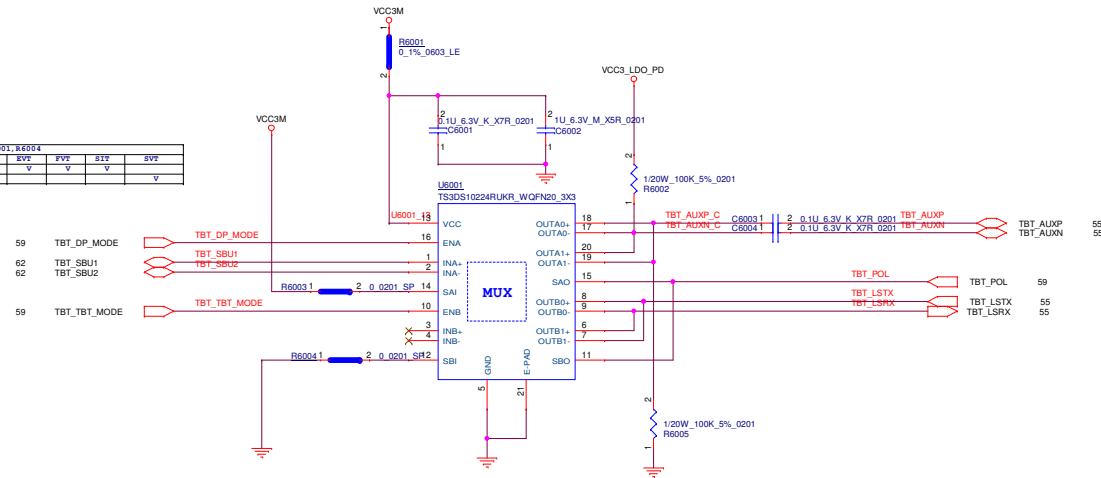 VCC3M
R6001
0_1%_0603_LE
1
2
VCC3_LDO_PD
VCC3M
2
0.1U_6.3V_K_X7R_0201
C6001
1
2
1U_6.3V_M_X5R_0201
C6002
1
01,R6004
EVT FVT SIT SVT
V V V
V
2
1/20W_100K_5%_0201
R6002
1
U6001
TS3DS10224RUKR_WQFN20_3X3
U6001_13
13 VCC
OUTA0+ 18 TBT_AUXP_C C6003 1 2 0.1U_6.3V_K_X7R_0201 TBT_AUXP TBT_AUXP 55
OUTA0- 17 TBT_AUXN_C C6004 1 2 0.1U_6.3V_K_X7R_0201 TBT_AUXN TBT_AUXN 55
59 TBT_DP_MODE TBT_DP_MODE 16 ENA
OUTA1+ 20
62 TBT_SBU1 TBT_SBU1 1 INA+
OUTA1- 19
62 TBT_SBU2 TBT_SBU2 2 INA-
SAO 15 TBT_POL TBT_POL 59
R6003 1 2 0_0201_SP 14 SAI
MUX
OUTB0+ 8 TBT_LSTX TBT_LSTX 55
59 TBT_TBT_MODE TBT_TBT_MODE 10 ENB
OUTB0- 9 TBT_LSRX TBT_LSRX 55
3 INB+
OUTB1+ 6
4 INB-
OUTB1- 7
R6004 1 2 0_0201_SP 12 SBI
SBO 11
GND
E-PAD
5
21
2
1/20W_100K_5%_0201
R6005
1